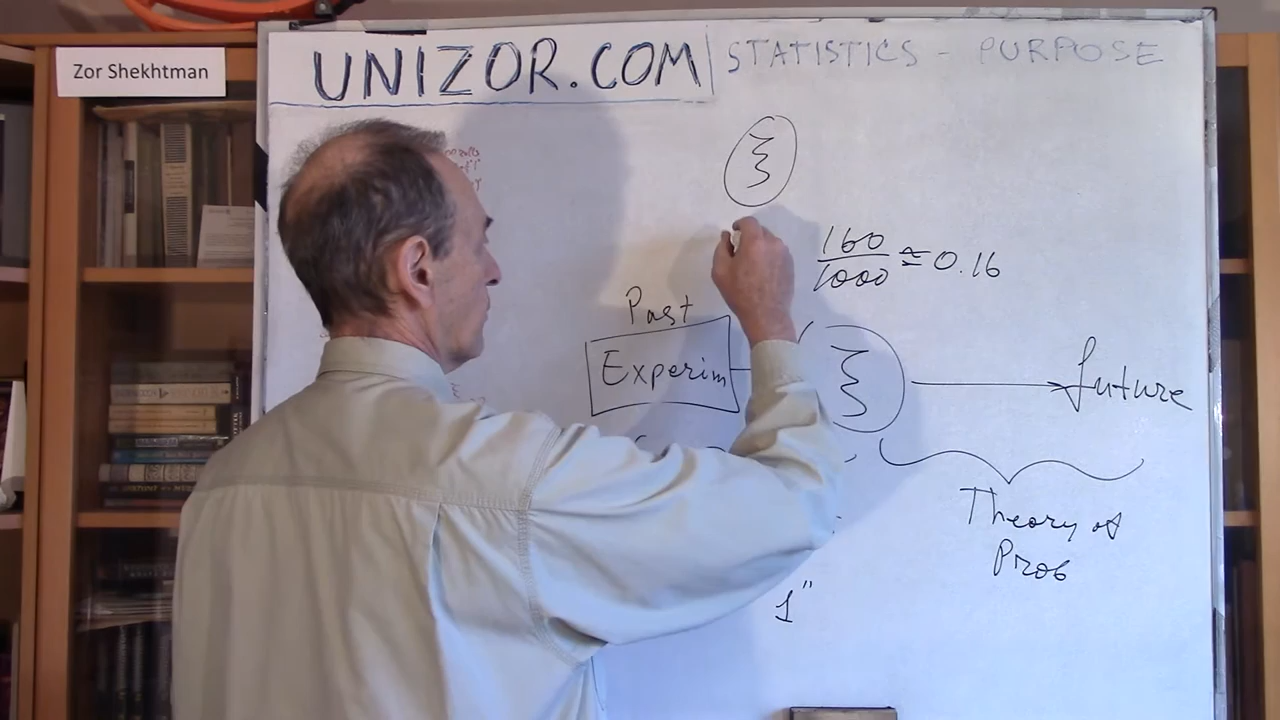 Zor Shekhtman
UNIZOR.COM
STATISTICS - PURPOSE
ξ
160
1000
≈ 0.16
Past
Experim
ξ
future
Theory of
Prob
1"